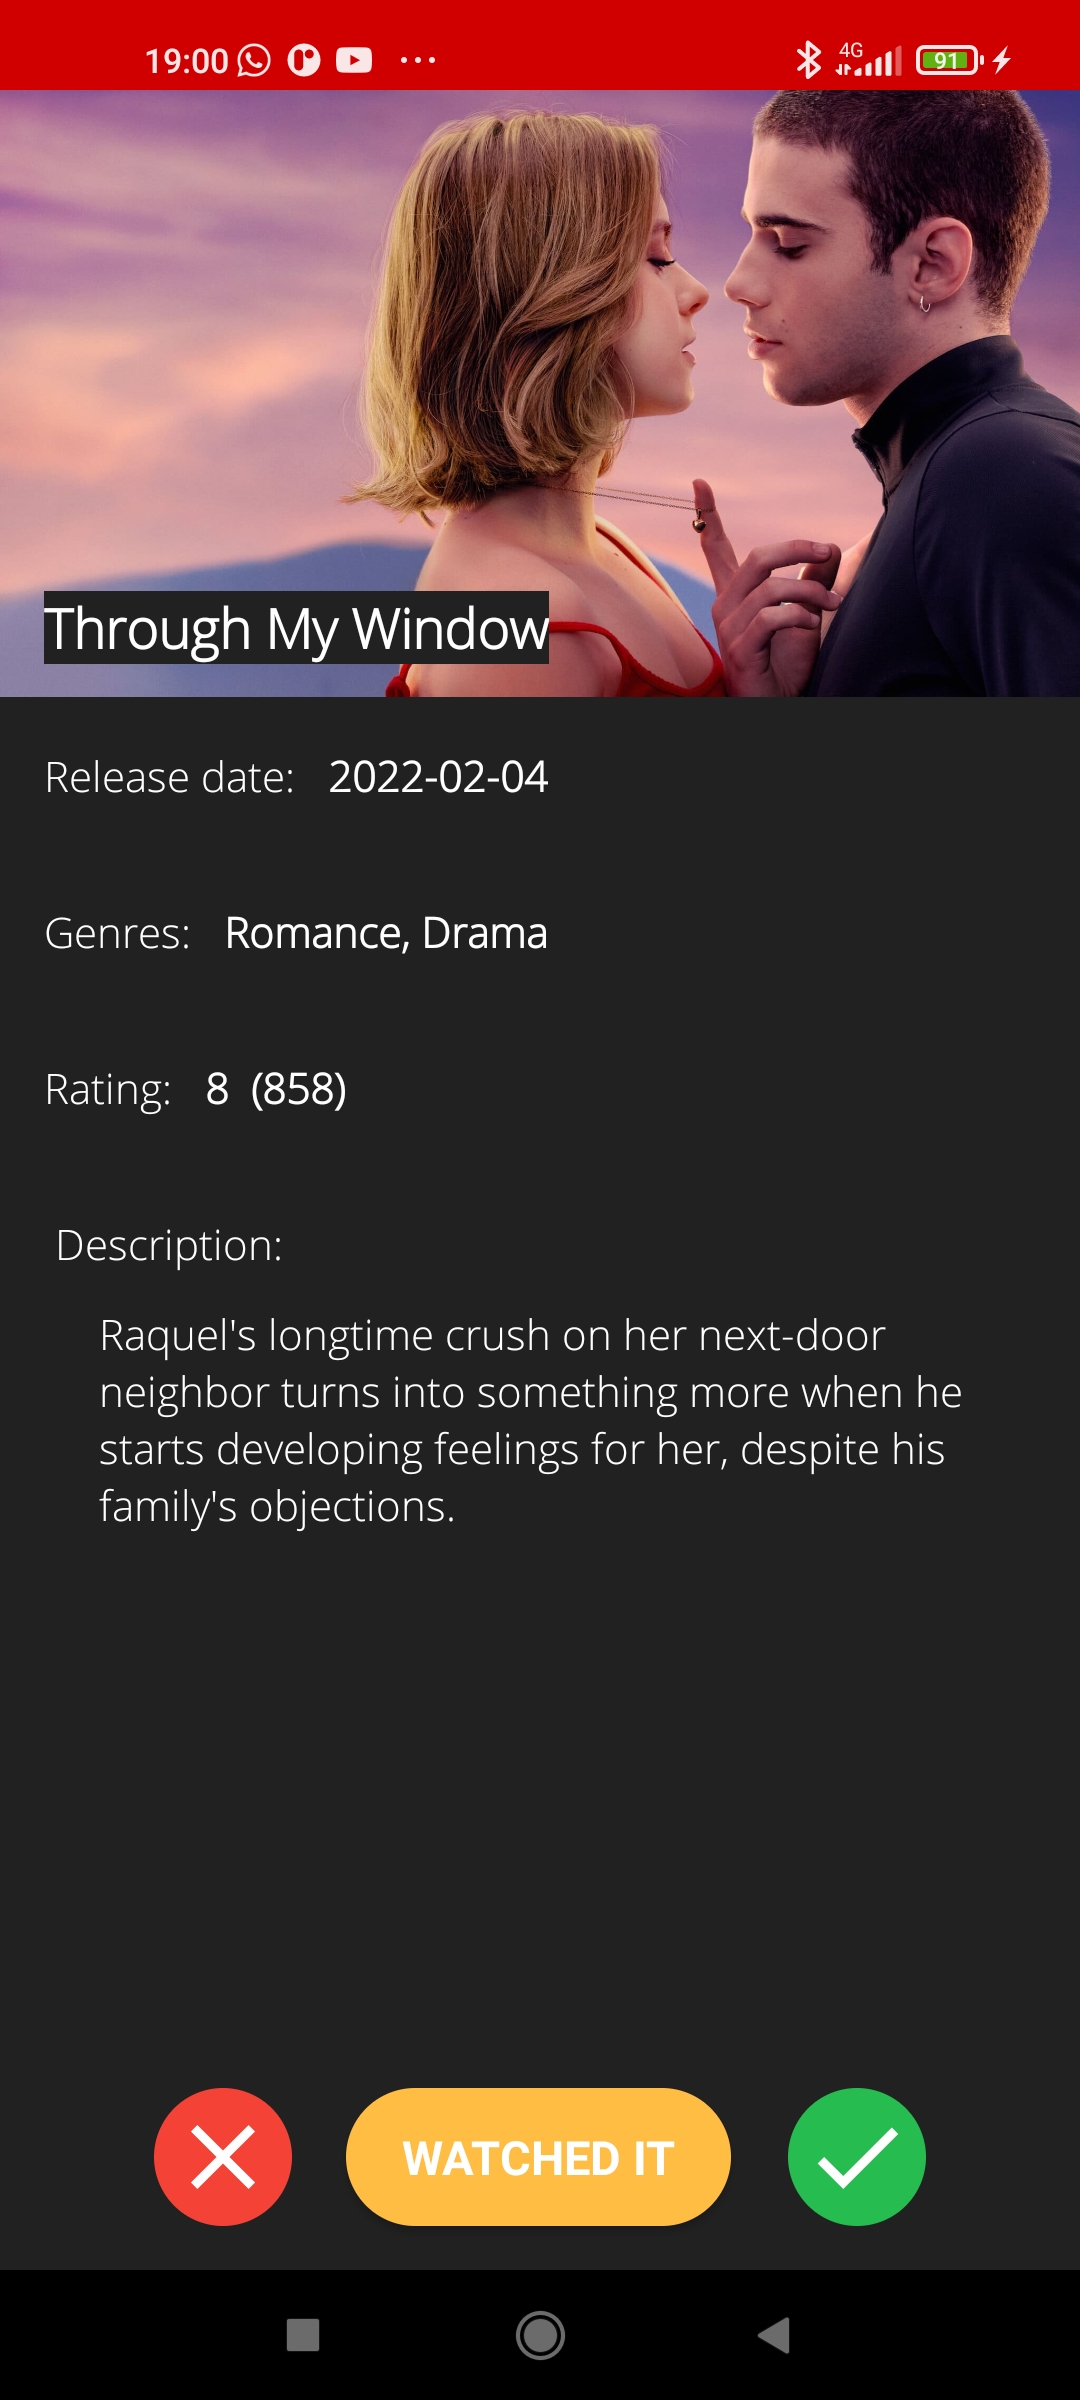 19:00 ... 4G 91
Through My Window
Release date: 2022-02-04
Genres: Romance, Drama
Rating: 8 (858)
Description:
Raquel's longtime crush on her next-door
neighbor turns into something more when he
starts developing feelings for her, despite his
family's objections.
WATCHED IT